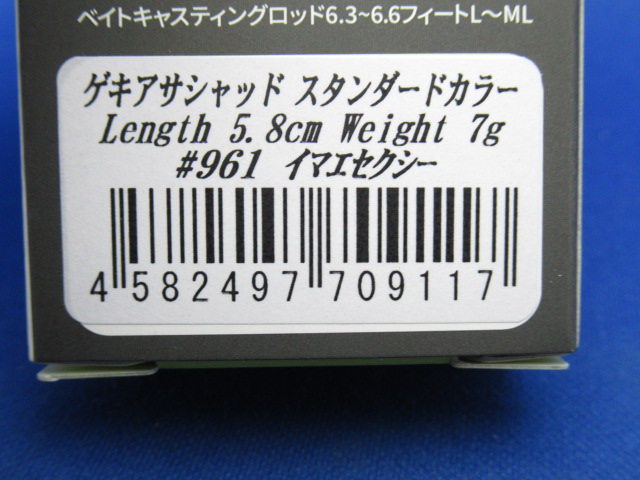 ベイトキャスティングロッド6.3~6.6フィートL〜ML
ゲキアサシャッド スタンダードカラー
Length 5.8cm Weight 7g
#961 イマエセクシー
4 582497 709117